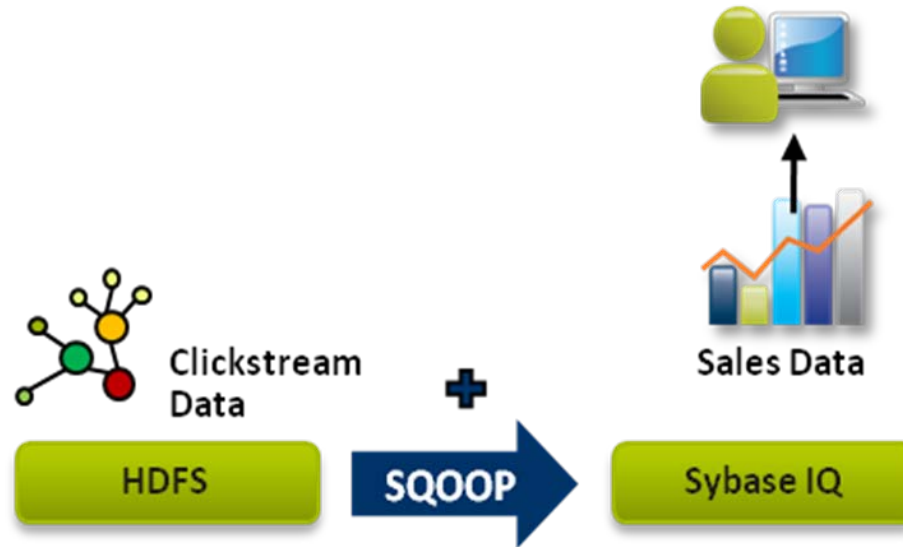 Clickstream
Data
Sales Data
HDFS
SQOOP
Sybase IQ